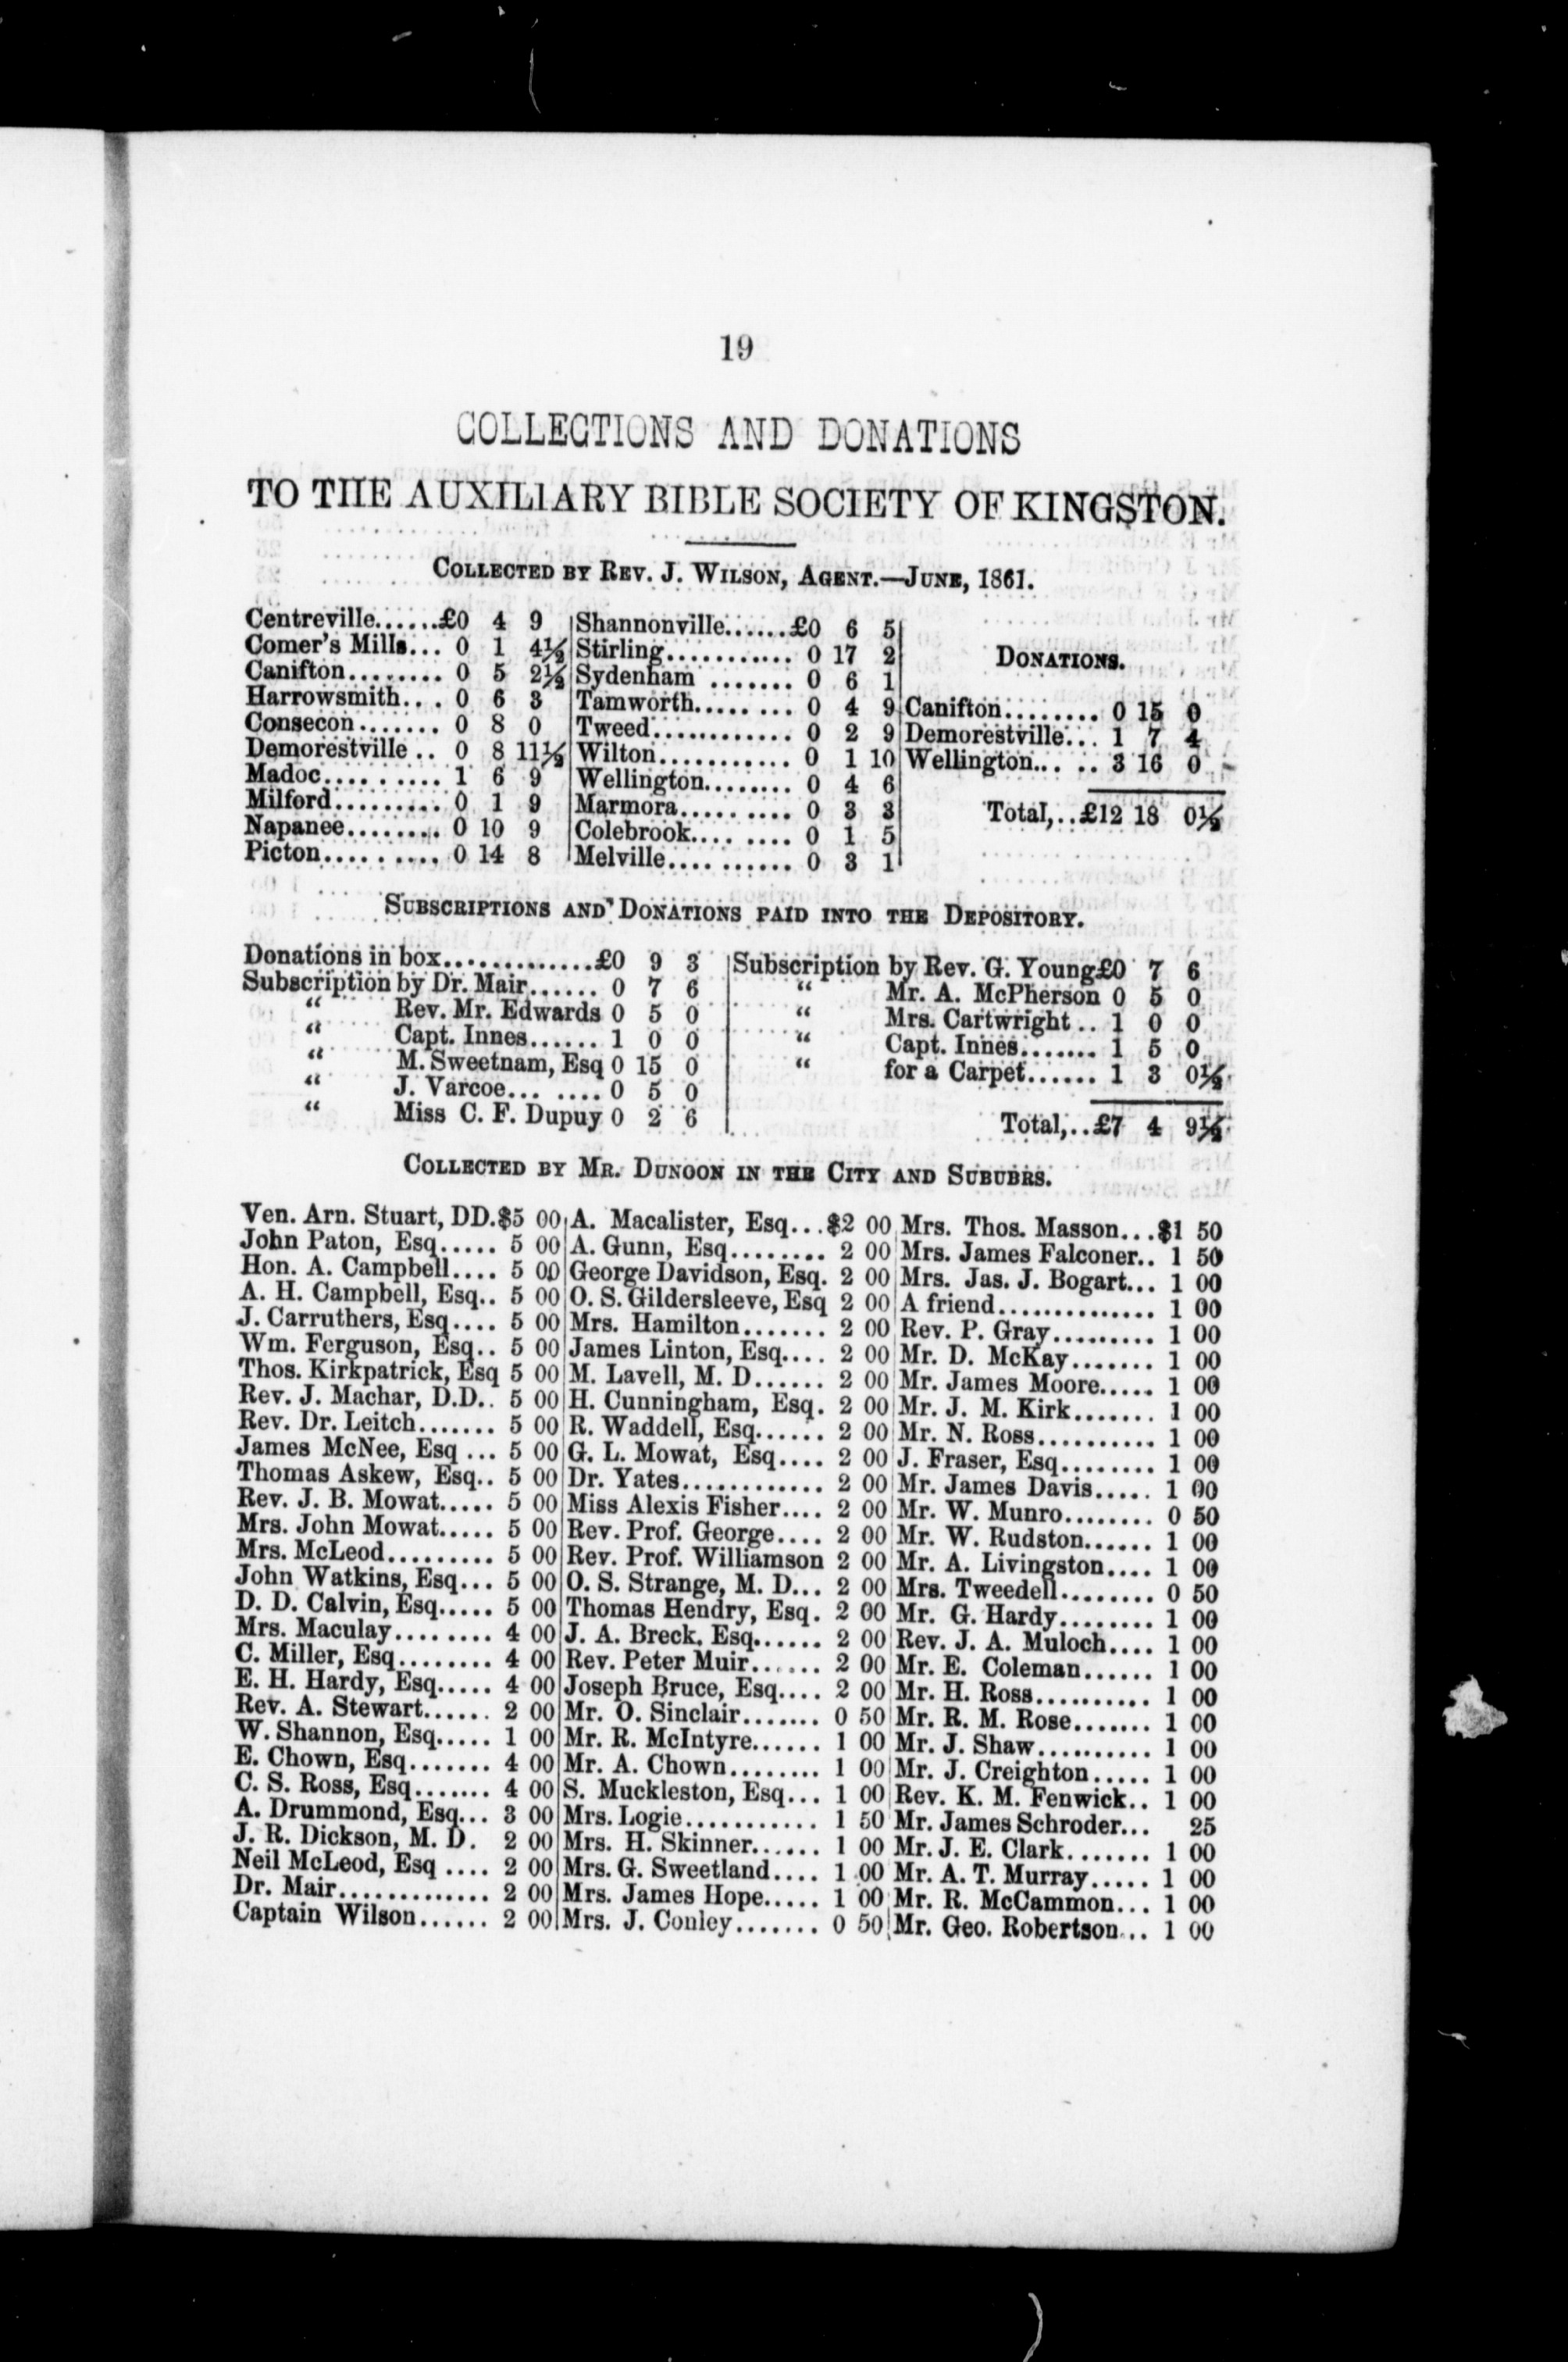 19
COLLECTIONS AND DONATIONS
TO THE AUXILIARY BIBLE SOCIETY OF KINGSTON.
COLLECTED BY REV. J. WILSON, AGENT.—JUNE, 1861.
Centreville......£0 4 9
Comer's Mills... 0 1 4½
Canifton........ 0 5 2½
Harrowsmith... 0 6 3
Consecon....... 0 8 0
Demorestville .. 0 8 11½
Madoc.......... 1 6 9
Milford......... 0 1 9
Napanee........ 0 10 9
Picton.......... 0 14 8
Shannonville......£0 6 5
Stirling........... 0 17 2
Sydenham ....... 0 6 1
Tamworth........ 0 4 9
Tweed............ 0 2 9
Wilton........... 0 1 10
Wellington........ 0 4 6
Marmora......... 0 3 3
Colebrook........ 0 1 5
Melville........... 0 3 1
DONATIONS.
Canifton........ 0 15 0
Demorestville... 1 7 4
Wellington... .. 3 16 0
Total,..£12 18 0½
SUBSCRIPTIONS AND DONATIONS PAID INTO THE DEPOSITORY.
Donations in box.............£0 9 3
Subscription by Dr. Mair...... 0 7 6
“ Rev. Mr. Edwards 0 5 0
“ Capt. Innes...... 1 0 0
“ M. Sweetnam, Esq 0 15 0
“ J. Varcoe... ....0 5 0
“ Miss C. F. Dupuy 0 2 6
Subscription by Rev. G. Young£0 7 6
“ Mr. A. McPherson 0 5 0
“ Mrs. Cartwright .. 1 0 0
“ Capt. Innes....... 1 5 0
“ for a Carpet...... 1 3 0½
Total,..£7 4 9½
COLLECTED BY MR. DUNOON IN THE CITY AND SUBUBRS.
Ven. Arn. Stuart, DD.$5 00
John Paton, Esq..... 5 00
Hon. A. Campbell.... 5 00
A. H. Campbell, Esq.. 5 00
J. Carruthers, Esq.... 5 00
Wm. Ferguson, Esq.. 5 00
Thos. Kirkpatrick, Esq 5 00
Rev. J. Machar, D.D.. 5 00
Rev. Dr. Leitch....... 5 00
James McNee, Esq ... 5 00
Thomas Askew, Esq.. 5 00
Rev. J. B. Mowat..... 5 00
Mrs. John Mowat..... 5 00
Mrs. McLeod......... 5 00
John Watkins, Esq... 5 00
D. D. Calvin, Esq..... 5 00
Mrs. Maculay........ 4 00
C. Miller, Esq........ 4 00
E. H. Hardy, Esq..... 4 00
Rev. A. Stewart...... 2 00
W. Shannon, Esq..... 1 00
E. Chown, Esq....... 4 00
C. S. Ross, Esq....... 4 00
A. Drummond, Esq... 3 00
J. R. Dickson, M. D. 2 00
Neil McLeod, Esq .... 2 00
Dr. Mair............. 2 00
Captain Wilson...... 2 00
A. Macalister, Esq...$2 00
A. Gunn, Esq........ 2 00
George Davidson, Esq. 2 00
O. S. Gildersleeve, Esq 2 00
Mrs. Hamilton....... 2 00
James Linton, Esq.... 2 00
M. Lavell, M. D...... 2 00
H. Cunningham, Esq. 2 00
R. Waddell, Esq...... 2 00
G. L. Mowat, Esq.... 2 00
Dr. Yates............ 2 00
Miss Alexis Fisher.... 2 00
Rev. Prof. George.... 2 00
Rev. Prof. Williamson 2 00
O. S. Strange, M. D... 2 00
Thomas Hendry, Esq. 2 00
J. A. Breck, Esq...... 2 00
Rev. Peter Muir...... 2 00
Joseph Bruce, Esq.... 2 00
Mr. O. Sinclair....... 0 50
Mr. R. McIntyre...... 1 00
Mr. A. Chown........ 1 00
S. Muckleston, Esq... 1 00
Mrs. Logie........... 1 50
Mrs. H. Skinner...... 1 00
Mrs. G. Sweetland.... 1 00
Mrs. James Hope..... 1 00
Mrs. J. Conley....... 0 50
Mrs. Thos. Masson...$1 50
Mrs. James Falconer.. 1 50
Mrs. Jas. J. Bogart... 1 00
A friend.............. 1 00
Rev. P. Gray......... 1 00
Mr. D. McKay....... 1 00
Mr. James Moore..... 1 00
Mr. J. M. Kirk....... 1 00
Mr. N. Ross.......... 1 00
J. Fraser, Esq........ 1 00
Mr. James Davis..... 1 00
Mr. W. Munro........ 0 50
Mr. W. Rudston...... 1 00
Mr. A. Livingston.... 1 00
Mrs. Tweedell........ 0 50
Mr. G. Hardy........ 1 00
Rev. J. A. Muloch.... 1 00
Mr. E. Coleman...... 1 00
Mr. H. Ross.......... 1 00
Mr. R. M. Rose....... 1 00
Mr. J. Shaw.......... 1 00
Mr. J. Creighton..... 1 00
Rev. K. M. Fenwick.. 1 00
Mr. James Schroder... 25
Mr. J. E. Clark....... 1 00
Mr. A. T. Murray..... 1 00
Mr. R. McCammon... 1 00
Mr. Geo. Robertson... 1 00